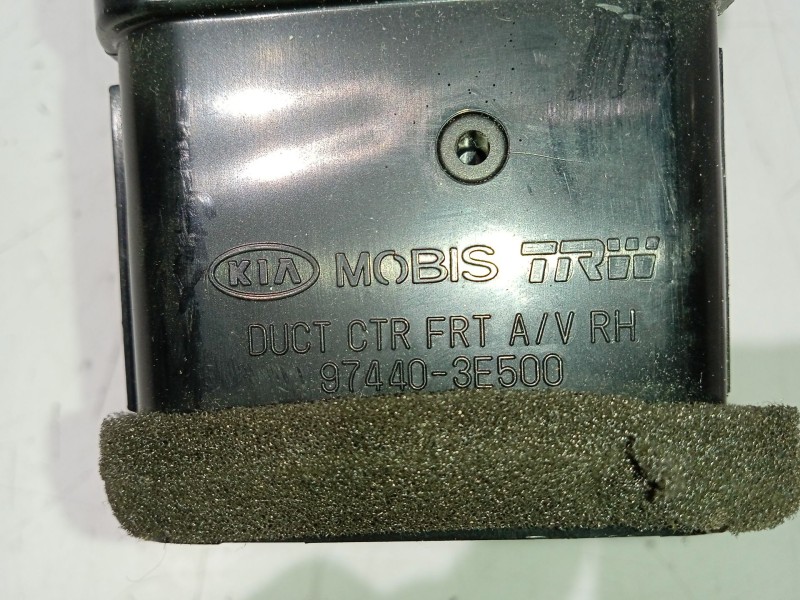 KIA MOBIS TRW
DUCT CTR FRT A/V RH
97440-3E500